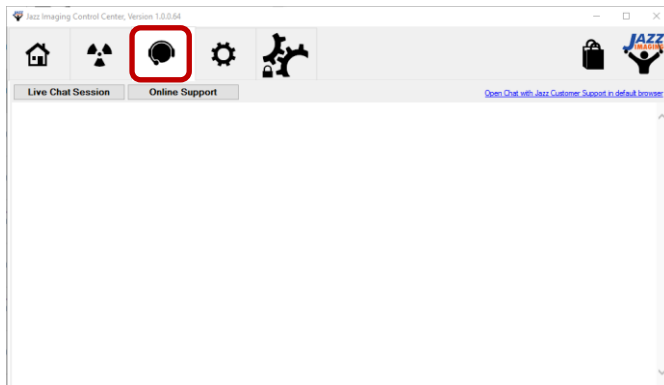 Jazz Imaging Control Center, Version 1.0.0.64
JAZZ
IMAGING
Live Chat Session
Online Support
Open Chat with Jazz Customer Support in default browser